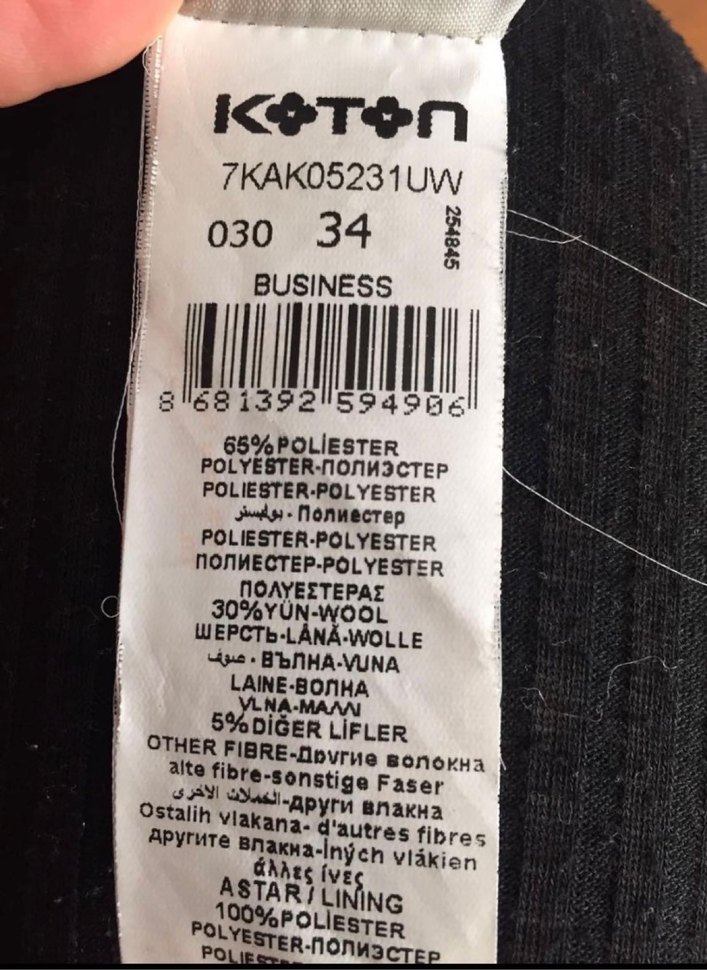 KOTON
7KAK05231UW
030 34
254845
BUSINESS
8 681392 594906
65%POLİESTER
POLYESTER-ПОЛИЭСТЕР
POLIESTER-POLYESTER
بوليستر - Полиестер
POLIESTER-POLYESTER
ПОЛИЕСТЕР-POLYESTER
ΠΟΛΥΕΣΤΕΡΑΣ
30%YÜN-WOOL
ШЕРСТЬ-LÂNĂ-WOLLE
صوف - ВЪЛНА-VUNA
LAINE-ВОЛНА
VLNA-ΜΑΛΛΙ
5%DİĞER LİFLER
OTHER FIBRE-Другие волокна
alte fibre-sonstige Faser
الاخرى-други влакна
Ostalih vlakana- d'autres fibres
другите влакна-Iných vlákien
άλλες ίνες
ASTAR / LINING
100%POLİESTER
POLYESTER-ПОЛИЭСТЕР
POLIESTER